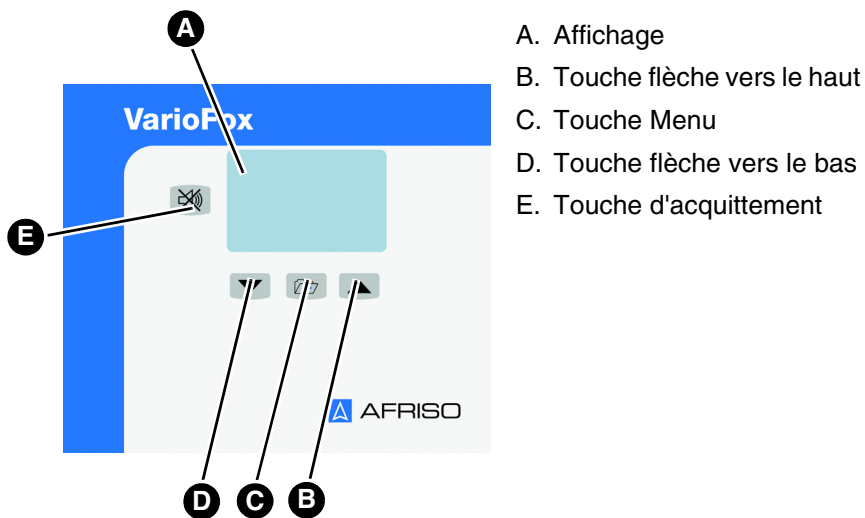 A
A. Affichage
B. Touche flèche vers le haut
C. Touche Menu
D. Touche flèche vers le bas
E. Touche d'acquittement
VarioFox
E
AFRISO
D
C
B